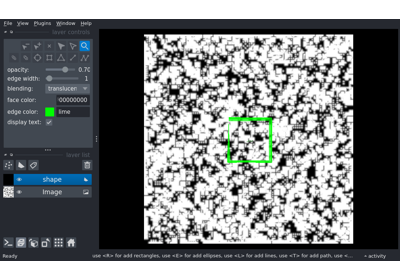 File View Plugins Window Help
layer controls
opacity: 0.70
edge width: 1
blending: translucen
face color: 00000000
edge color: lime
display text:
layer list
shape
Image
Ready use <R> for add rectangles, use <E> for add ellipses, use <L> for add lines, use <T> for add path, use <... activity